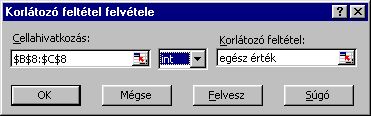 Korlátozó feltétel felvétele
Cellahivatkozás:
Korlátozó feltétel:
$B$8:$C$8
int
egész érték
OK
Mégse
Felvesz
Súgó